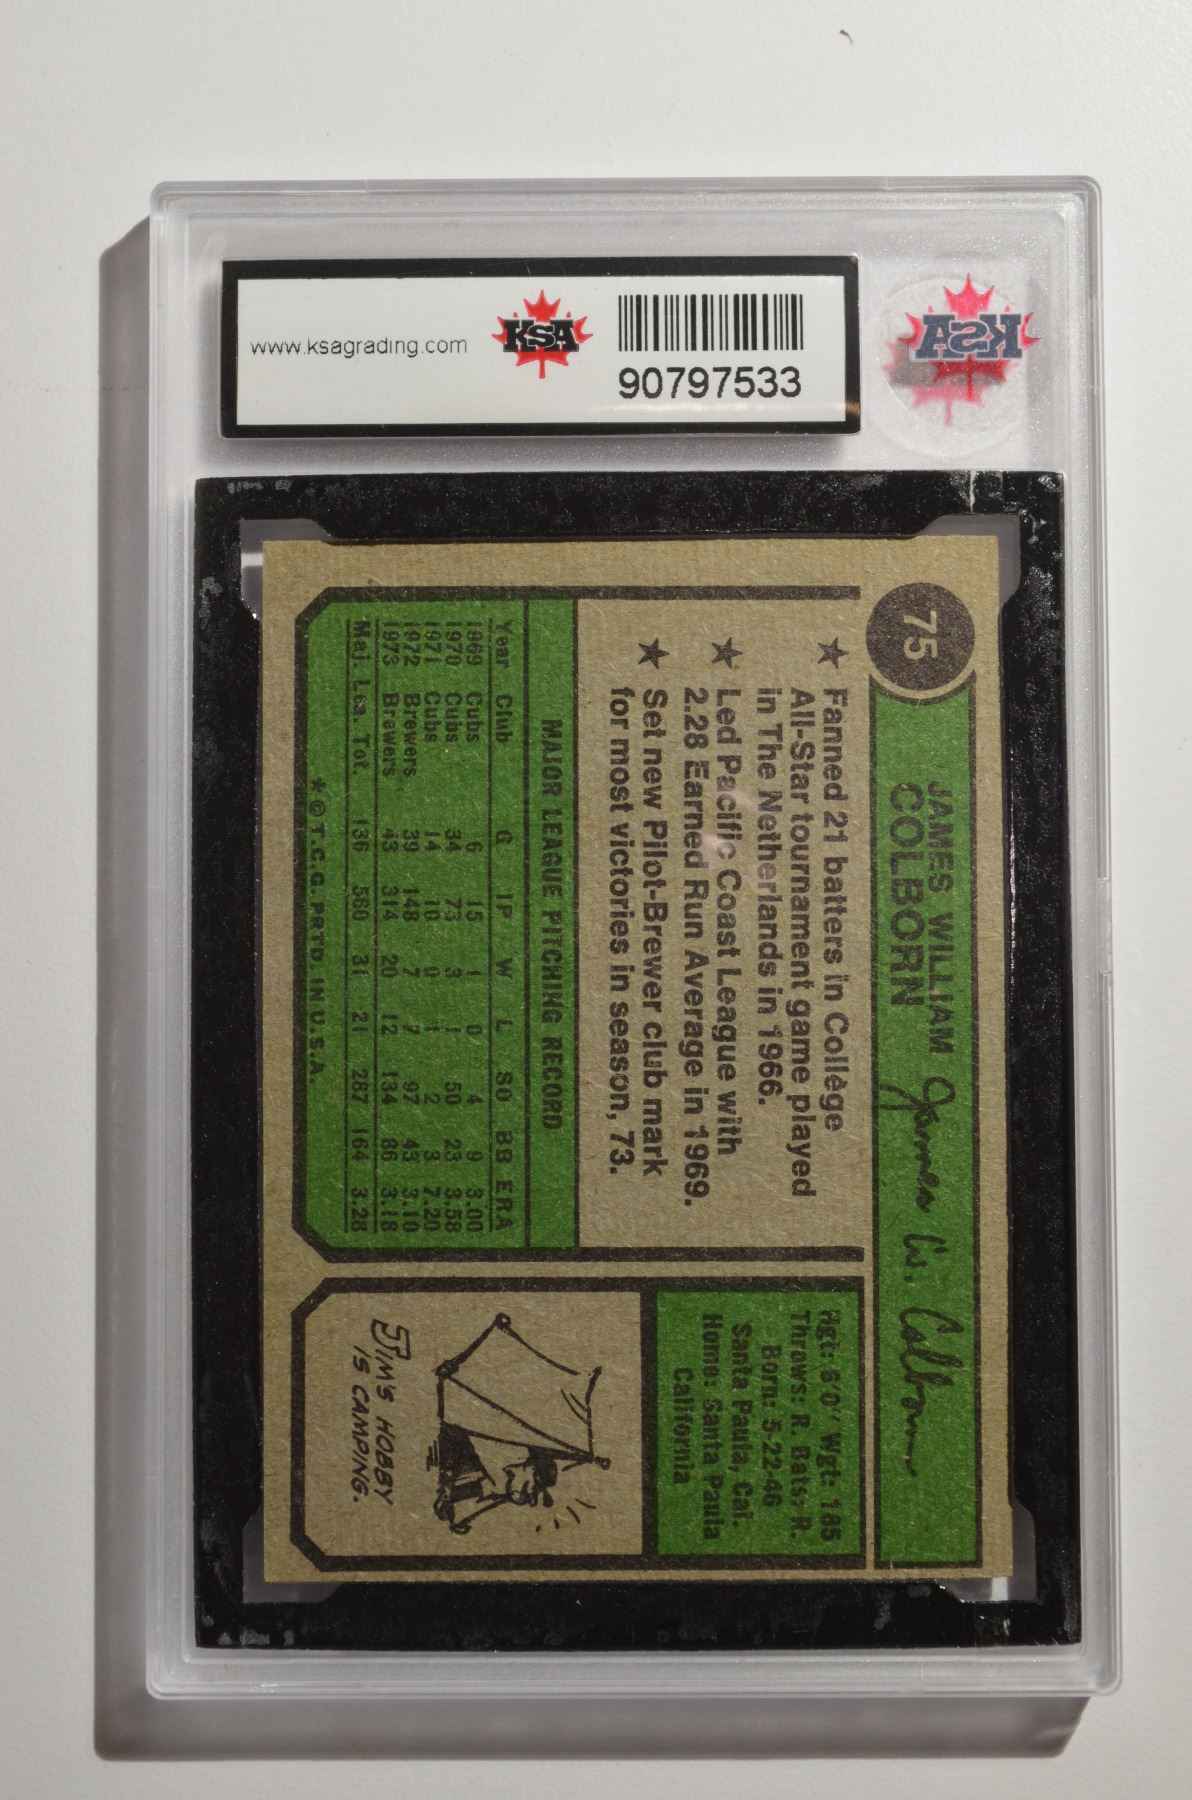 www.ksagrading.com
KSA
90797533
KSA
75
JAMES WILLIAM
COLBORN
James W. Colborn
★ Fanned 21 batters in College
All-Star tournament game played
in The Netherlands in 1966.
★ Led Pacific Coast League with
2.28 Earned Run Average in 1969.
★ Set new Pilot-Brewer club mark
for most victories in season, 73.
Hgt: 6'0" Wgt: 185
Throws: R. Bats: R.
Born: 5-22-46
Santa Paula, Cal.
Home: Santa Paula
California
MAJOR LEAGUE PITCHING RECORD
Year Club G IP W L SO BB ERA
1969 Cubs 6 15 1 0 4 9 3.00
1970 Cubs 34 73 3 1 50 23 3.58
1971 Cubs 14 10 0 1 2 3 7.20
1972 Brewers 39 148 7 7 97 43 3.10
1973 Brewers 43 314 20 12 134 86 3.18
Maj. Lea. Tot. 136 560 31 21 287 164 3.28
*© T.C.G. PRTD. IN U.S.A.
JIM'S HOBBY
IS CAMPING.